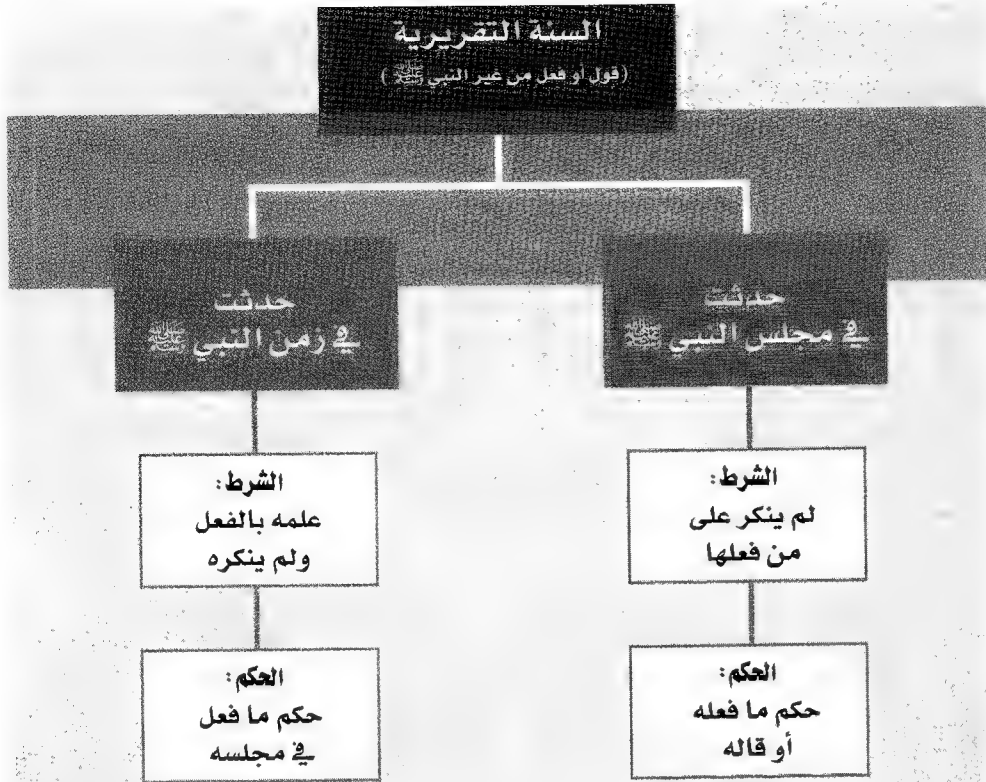 السنة التقريرية
(قول أو فعل من غير النبي ﷺ)
حدثت
في مجلس النبي ﷺ
الشرط:
لم ينكر على
من فعلها
الحكم:
حكم ما فعله
أو قاله
حدثت
في زمن النبي ﷺ
الشرط:
علمه بالفعل
ولم ينكره
الحكم:
حكم ما فعل
في مجلسه